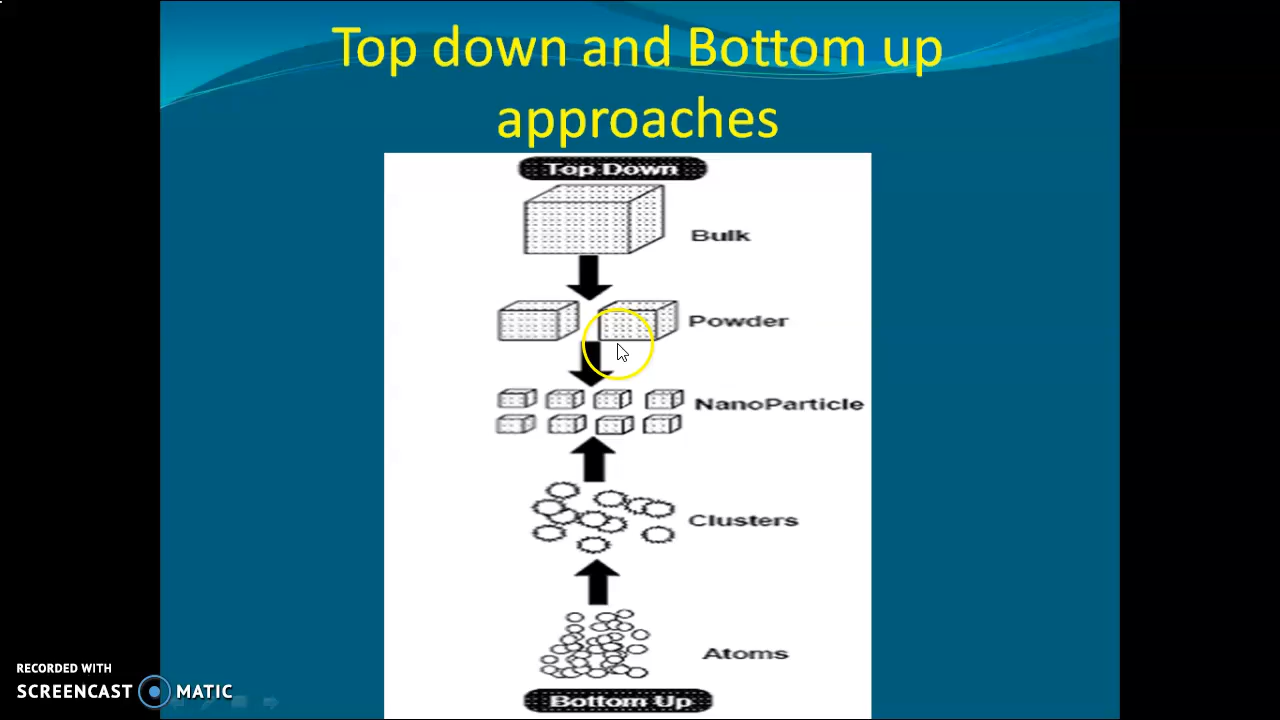 Top down and Bottom up
approaches
Top Down
Bulk
Powder
NanoParticle
Clusters
Atoms
Bottom Up
RECORDED WITH
SCREENCAST MATIC